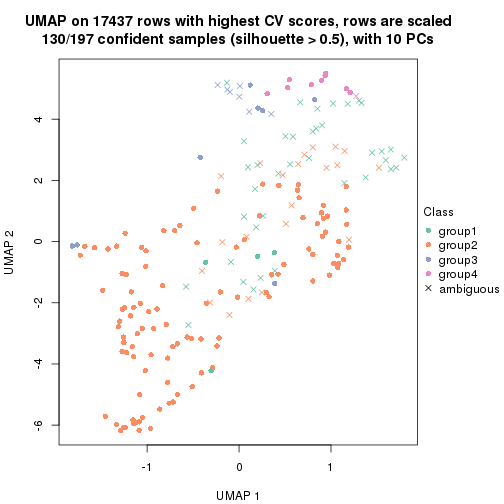 UMAP on 17437 rows with highest CV scores, rows are scaled
130/197 confident samples (silhouette > 0.5), with 10 PCs
4
2
0
-2
-4
-6
UMAP 2
-1
0
1
UMAP 1
Class
group1
group2
group3
group4
ambiguous